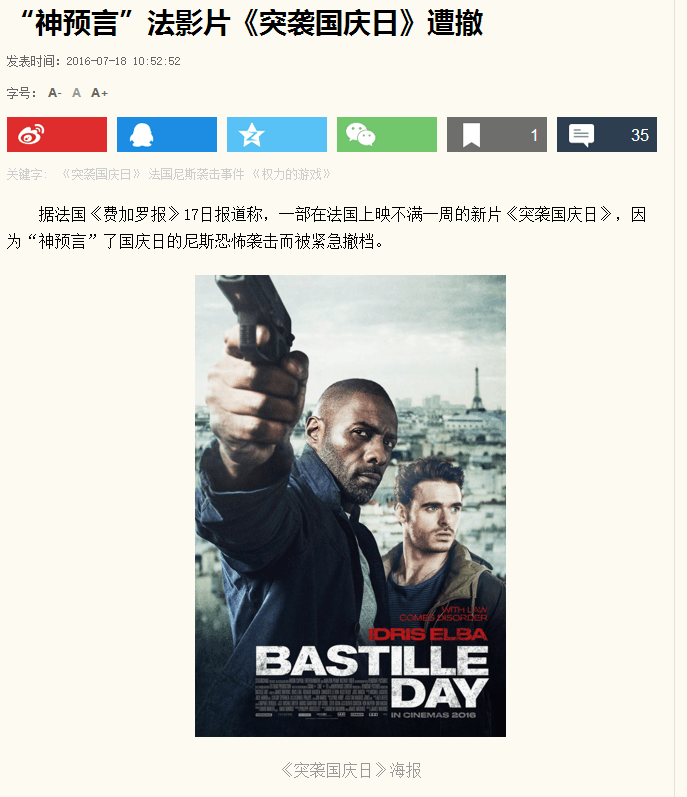 “神预言”法影片《突袭国庆日》遭撤
发表时间：2016-07-18 10:52:52
字号： A- A A+
1 35
关键字： 《突袭国庆日》 法国尼斯袭击事件 《权力的游戏》
据法国《费加罗报》17日报道称，一部在法国上映不满一周的新片《突袭国庆日》，因
为“神预言”了国庆日的尼斯恐怖袭击而被紧急撤档。
WITH LAW
COMES DISORDER
IDRIS ELBA
BASTILLE
DAY
IN CINEMAS 2016
《突袭国庆日》海报